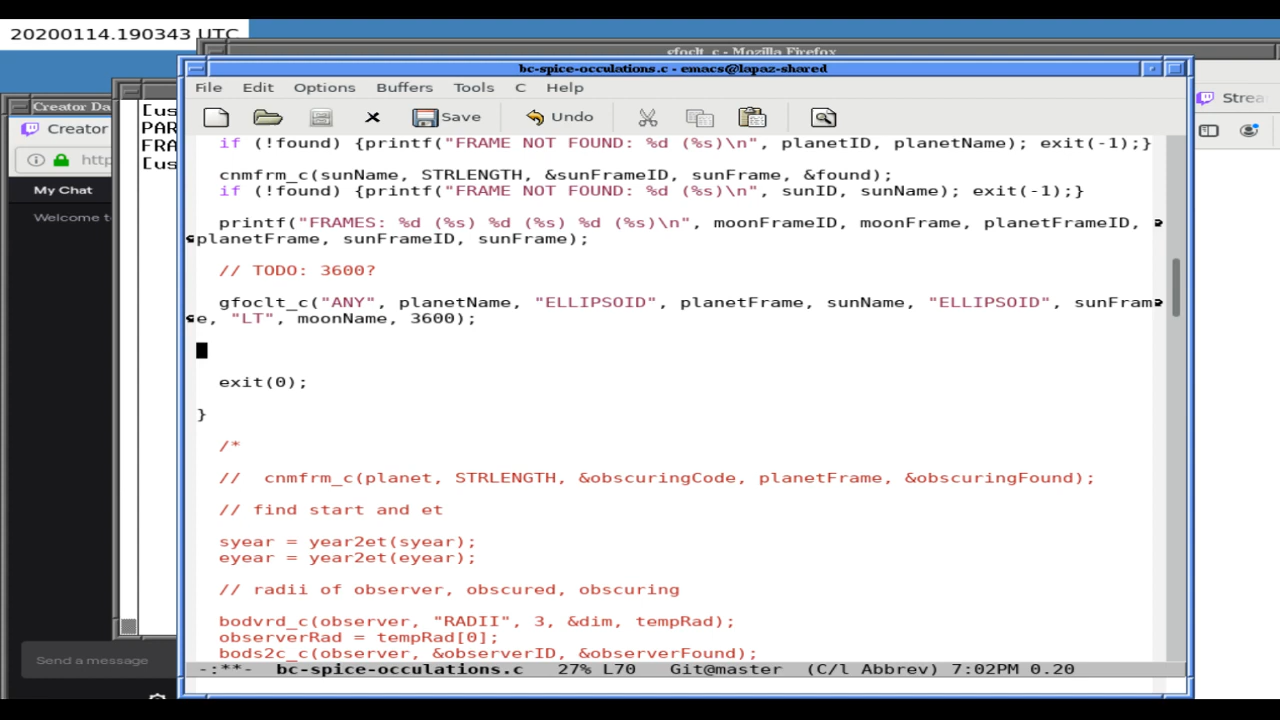 20200114.190343 UTC
gfoclt_c - Mozilla Firefox
bc-spice-occulations.c - emacs@lapaz-shared
File Edit Options Buffers Tools C Help
Creator Da
Creator
http
My Chat
Welcome to
Send a message
[us
PAR
FRA
[us
Strea
Save Undo
if (!found) {printf("FRAME NOT FOUND: %d (%s)\n", planetID, planetName); exit(-1);}
cnmfrm_c(sunName, STRLENGTH, &sunFrameID, sunFrame, &found);
if (!found) {printf("FRAME NOT FOUND: %d (%s)\n", sunID, sunName); exit(-1);}
printf("FRAMES: %d (%s) %d (%s) %d (%s)\n", moonFrameID, moonFrame, planetFrameID,
planetFrame, sunFrameID, sunFrame);
// TODO: 3600?
gfoclt_c("ANY", planetName, "ELLIPSOID", planetFrame, sunName, "ELLIPSOID", sunFram
e, "LT", moonName, 3600);
exit(0);
}
/*
// cnmfrm_c(planet, STRLENGTH, &obscuringCode, planetFrame, &obscuringFound);
// find start and et
syear = year2et(syear);
eyear = year2et(eyear);
// radii of observer, obscured, obscuring
bodvrd_c(observer, "RADII", 3, &dim, tempRad);
observerRad = tempRad[0];
bods2c_c(observer, &observerID, &observerFound);
-:**- bc-spice-occulations.c 27% L70 Git@master (C/l Abbrev) 7:02PM 0.20